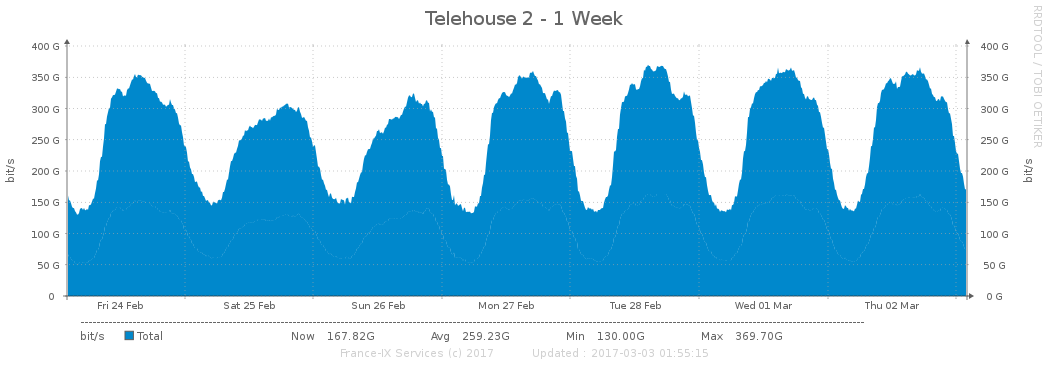 Telehouse 2 - 1 Week
RRDTOOL / TOBI OETIKER
400 G 400 G
350 G 350 G
300 G 300 G
250 G 250 G
200 G 200 G
150 G 150 G
100 G 100 G
50 G 50 G
0 0 G
bit/s bit/s
Fri 24 Feb Sat 25 Feb Sun 26 Feb Mon 27 Feb Tue 28 Feb Wed 01 Mar Thu 02 Mar
bit/s Total Now 167.82G Avg 259.23G Min 130.00G Max 369.70G
France-IX Services (c) 2017 Updated : 2017-03-03 01:55:15